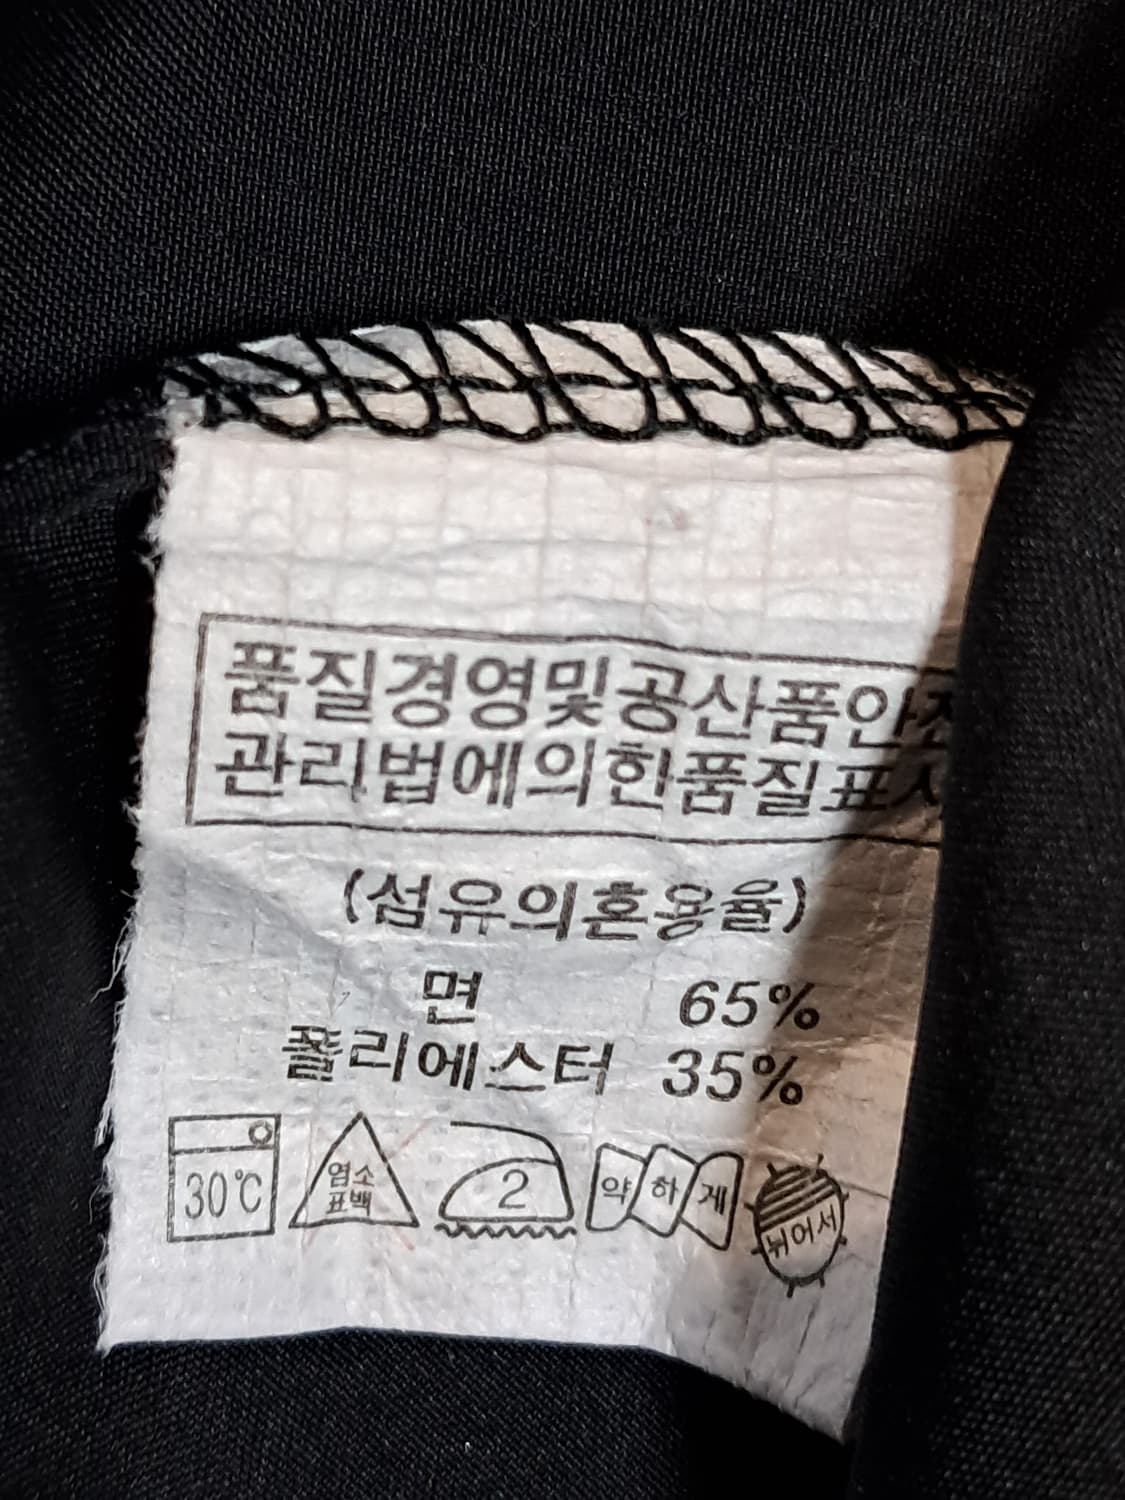 품질경영및공산품안전
관리법에의한품질표시
(섬유의혼용율)
면 65%
폴리에스터 35%
30℃
염소
표백
2
약하게
뉘어서